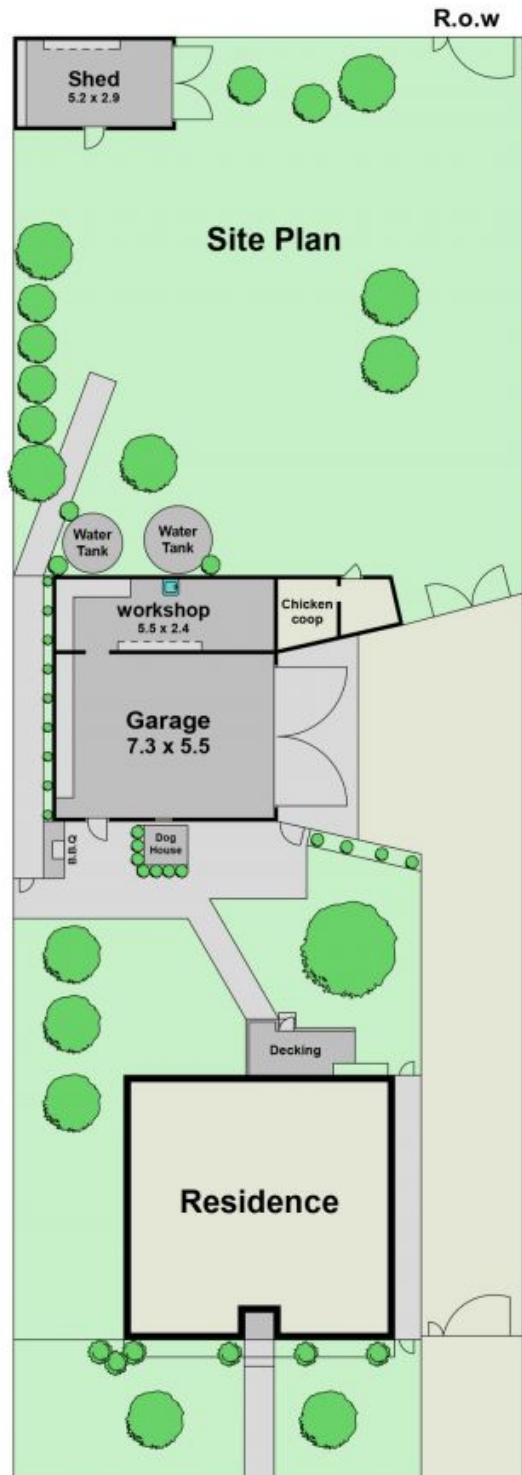 R.o.w
Shed
5.2 x 2.9
Site Plan
Water
Tank
Water
Tank
workshop
5.5 x 2.4
Chicken
coop
Garage
7.3 x 5.5
B.B.Q
Dog
House
Decking
Residence